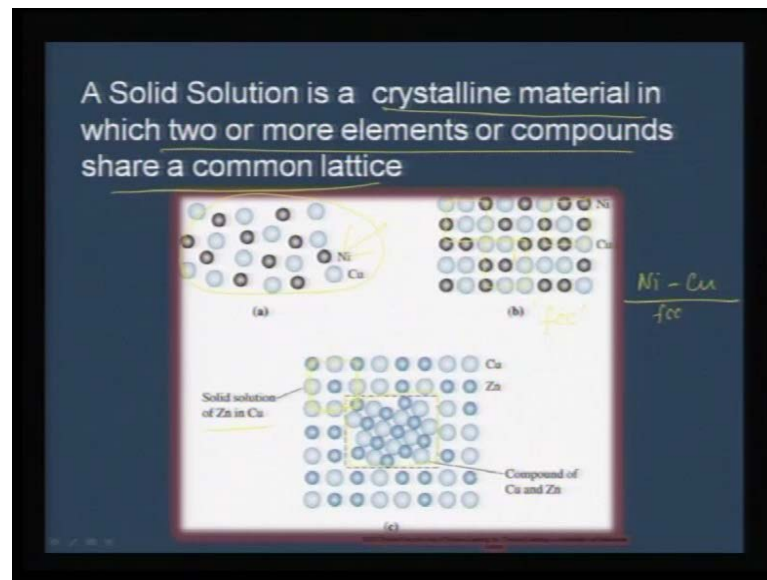 A Solid Solution is a crystalline material in
which two or more elements or compounds
share a common lattice
Ni
Cu
(a)
Ni
Cu
(b)
"fcc"
Ni - Cu
fcc
Cu
Zn
Solid solution
of Zn in Cu
Compound of
Cu and Zn
(c)